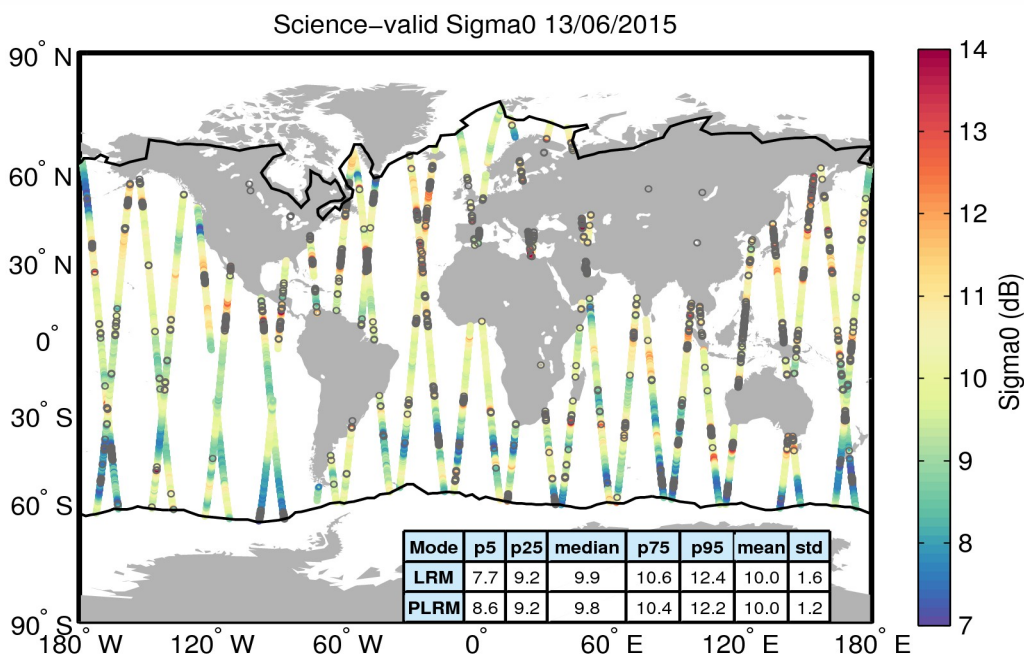 Science−valid Sigma0 13/06/2015
90° N
60° N
30° N
0°
30° S
60° S
90° S
180° W
120° W
60° W
0°
60° E
120° E
180° E
14
13
12
11
10
9
8
7
Sigma0 (dB)
Mode p5 p25 median p75 p95 mean std
LRM 7.7 9.2 9.9 10.6 12.4 10.0 1.6
PLRM 8.6 9.2 9.8 10.4 12.2 10.0 1.2